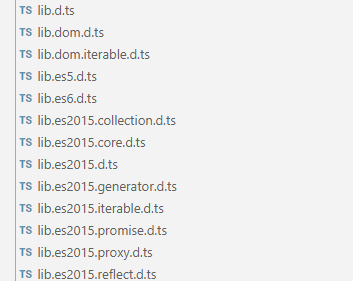 TS lib.d.ts
TS lib.dom.d.ts
TS lib.dom.iterable.d.ts
TS lib.es5.d.ts
TS lib.es6.d.ts
TS lib.es2015.collection.d.ts
TS lib.es2015.core.d.ts
TS lib.es2015.d.ts
TS lib.es2015.generator.d.ts
TS lib.es2015.iterable.d.ts
TS lib.es2015.promise.d.ts
TS lib.es2015.proxy.d.ts
TS lib.es2015.reflect.d.ts